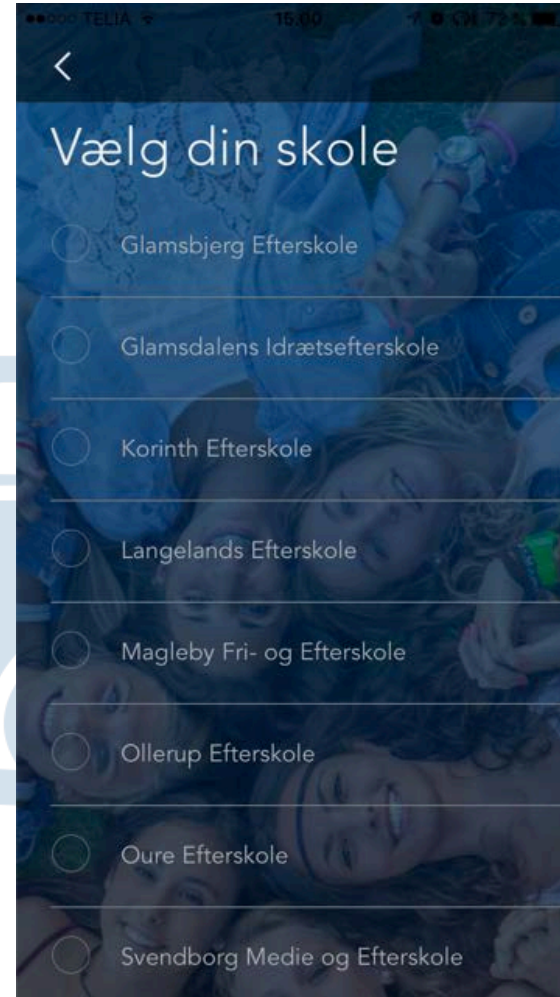 TELIA 15.00 72 %
Vælg din skole
Glamsbjerg Efterskole
Glamsdalens Idrætsefterskole
Korinth Efterskole
Langelands Efterskole
Magleby Fri- og Efterskole
Ollerup Efterskole
Oure Efterskole
Svendborg Medie og Efterskole